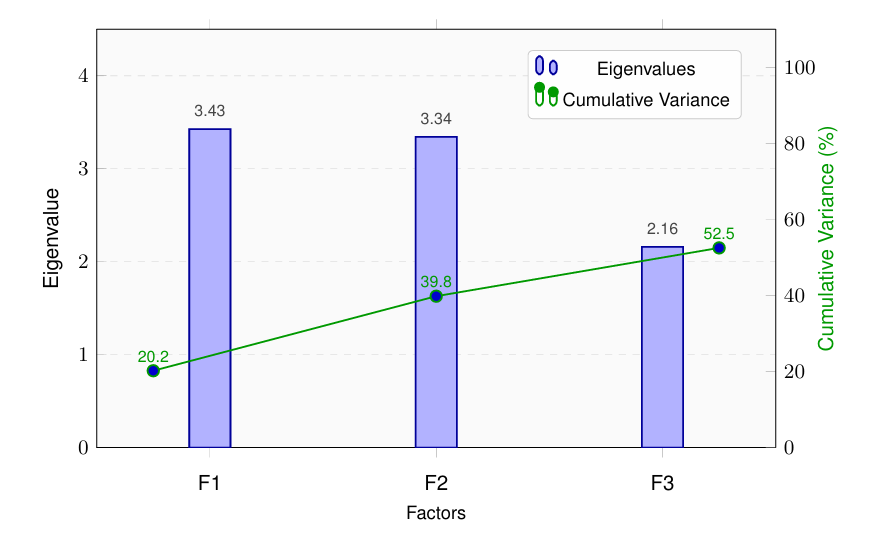 Eigenvalues
Cumulative Variance
4
3
2
1
0
Eigenvalue
3.43
3.34
2.16
20.2
39.8
52.5
100
80
60
40
20
0
Cumulative Variance (%)
F1 F2 F3
Factors